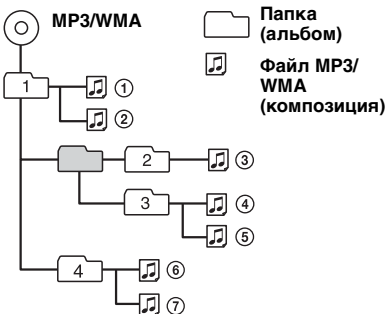 MP3/WMA
Папка
(альбом)
Файл MP3/
WMA
(композиция)
1
①
②
2
③
3
④
⑤
4
⑥
⑦